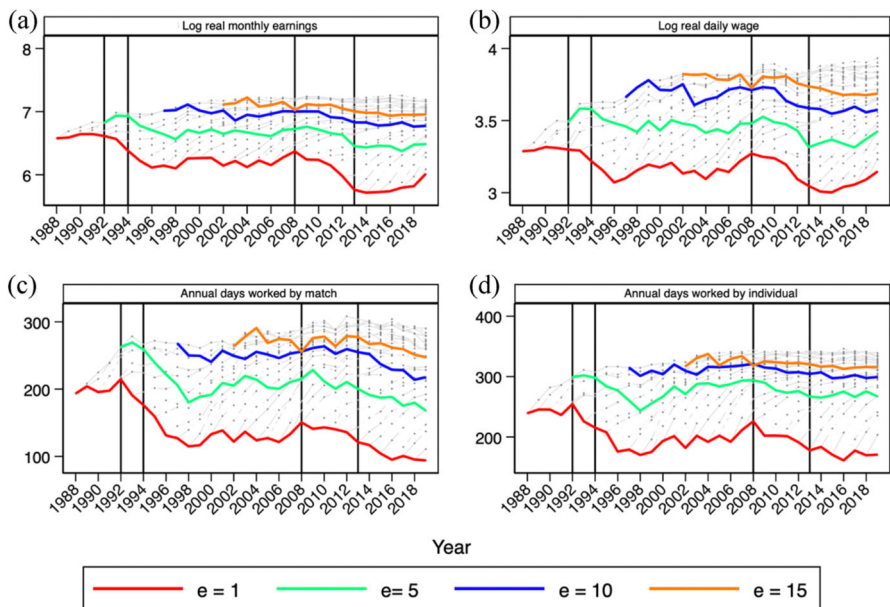 (a)
Log real monthly earnings
8
7
6
1988 1990 1992 1994 1996 1998 2000 2002 2004 2006 2008 2010 2012 2014 2016 2018
(b)
Log real daily wage
4
3.5
3
1988 1990 1992 1994 1996 1998 2000 2002 2004 2006 2008 2010 2012 2014 2016 2018
(c)
Annual days worked by match
300
200
100
1988 1990 1992 1994 1996 1998 2000 2002 2004 2006 2008 2010 2012 2014 2016 2018
(d)
Annual days worked by individual
400
300
200
1988 1990 1992 1994 1996 1998 2000 2002 2004 2006 2008 2010 2012 2014 2016 2018
Year
e = 1 e= 5 e = 10 e = 15